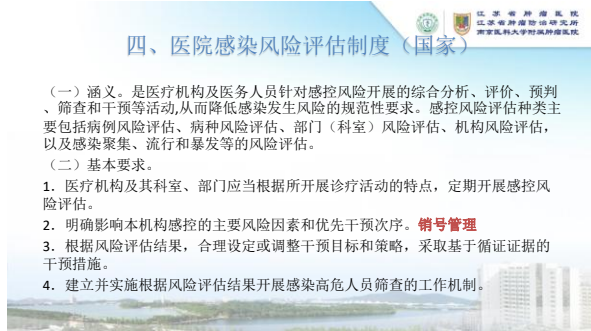 江苏省肿瘤医院
江苏省肿瘤防治研究所
南京医科大学附属肿瘤医院
四、医院感染风险评估制度（国家）
（一）涵义。是医疗机构及医务人员针对感控风险开展的综合分析、评价、预判
、筛查和干预等活动,从而降低感染发生风险的规范性要求。感控风险评估种类主
要包括病例风险评估、病种风险评估、部门（科室）风险评估、机构风险评估，
以及感染聚集、流行和暴发等的风险评估。
（二）基本要求。
1．医疗机构及其科室、部门应当根据所开展诊疗活动的特点，定期开展感控风
险评估。
2．明确影响本机构感控的主要风险因素和优先干预次序。销号管理
3．根据风险评估结果，合理设定或调整干预目标和策略，采取基于循证证据的
干预措施。
4．建立并实施根据风险评估结果开展感染高危人员筛查的工作机制。